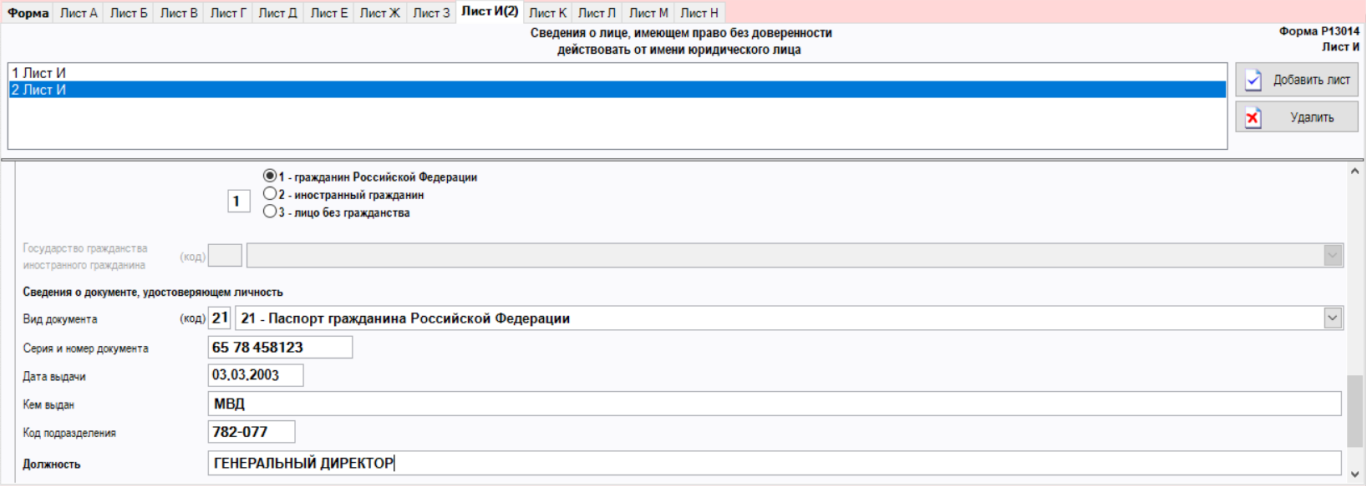 Форма Лист А Лист Б Лист В Лист Г Лист Д Лист Е Лист Ж Лист З Лист И(2) Лист К Лист Л Лист М Лист Н
Сведения о лице, имеющем право без доверенности
действовать от имени юридического лица
Форма Р13014
Лист И
1 Лист И
2 Лист И
Добавить лист
Удалить
1
1 - гражданин Российской Федерации
2 - иностранный гражданин
3 - лицо без гражданства
Государство гражданства
иностранного гражданина
(код)
Сведения о документе, удостоверяющем личность
Вид документа (код) 21 21 - Паспорт гражданина Российской Федерации
Серия и номер документа 65 78 458123
Дата выдачи 03.03.2003
Кем выдан МВД
Код подразделения 782-077
Должность ГЕНЕРАЛЬНЫЙ ДИРЕКТОР